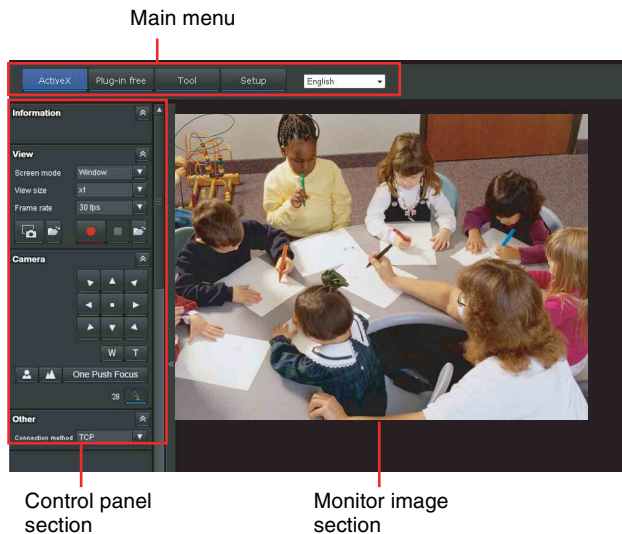 Main menu
ActiveX Plug-in free Tool Setup English
Information
View
Screen mode Window
View size x1
Frame rate 30 fps
Camera
W T
One Push Focus
28
Other
Connection method TCP
Control panel
section
Monitor image
section